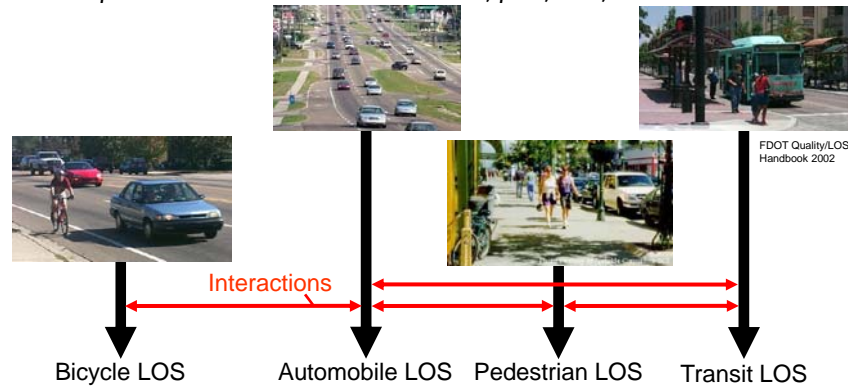 FDOT Quality/LOS
Handbook 2002
Interactions
Bicycle LOS
Automobile LOS
Pedestrian LOS
Transit LOS